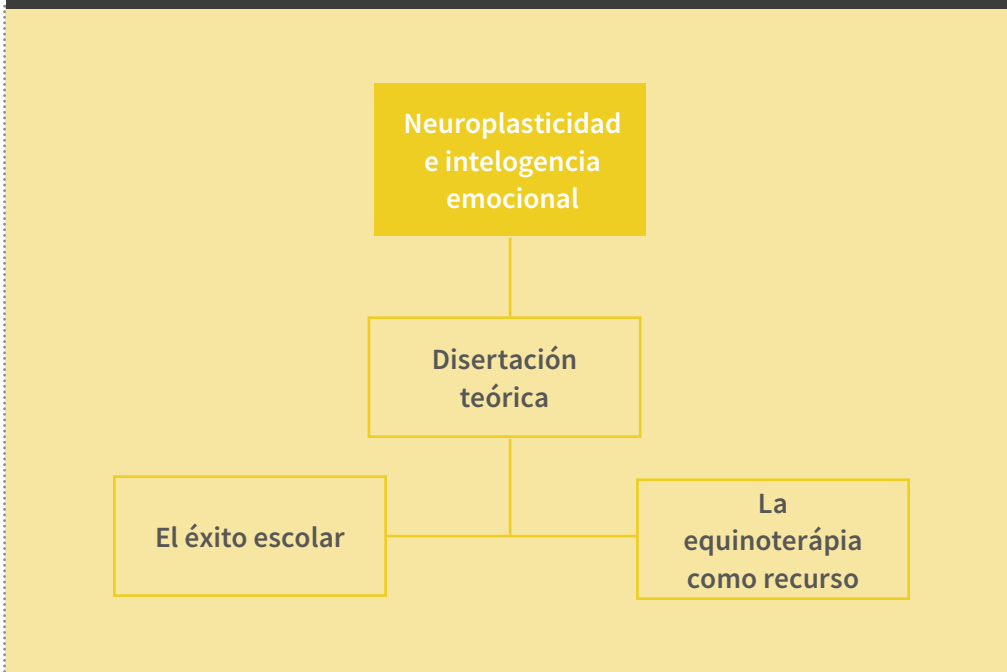 Neuroplasticidad
e intelogencia
emocional
Disertación
teórica
El éxito escolar
La
equinoterápia
como recurso